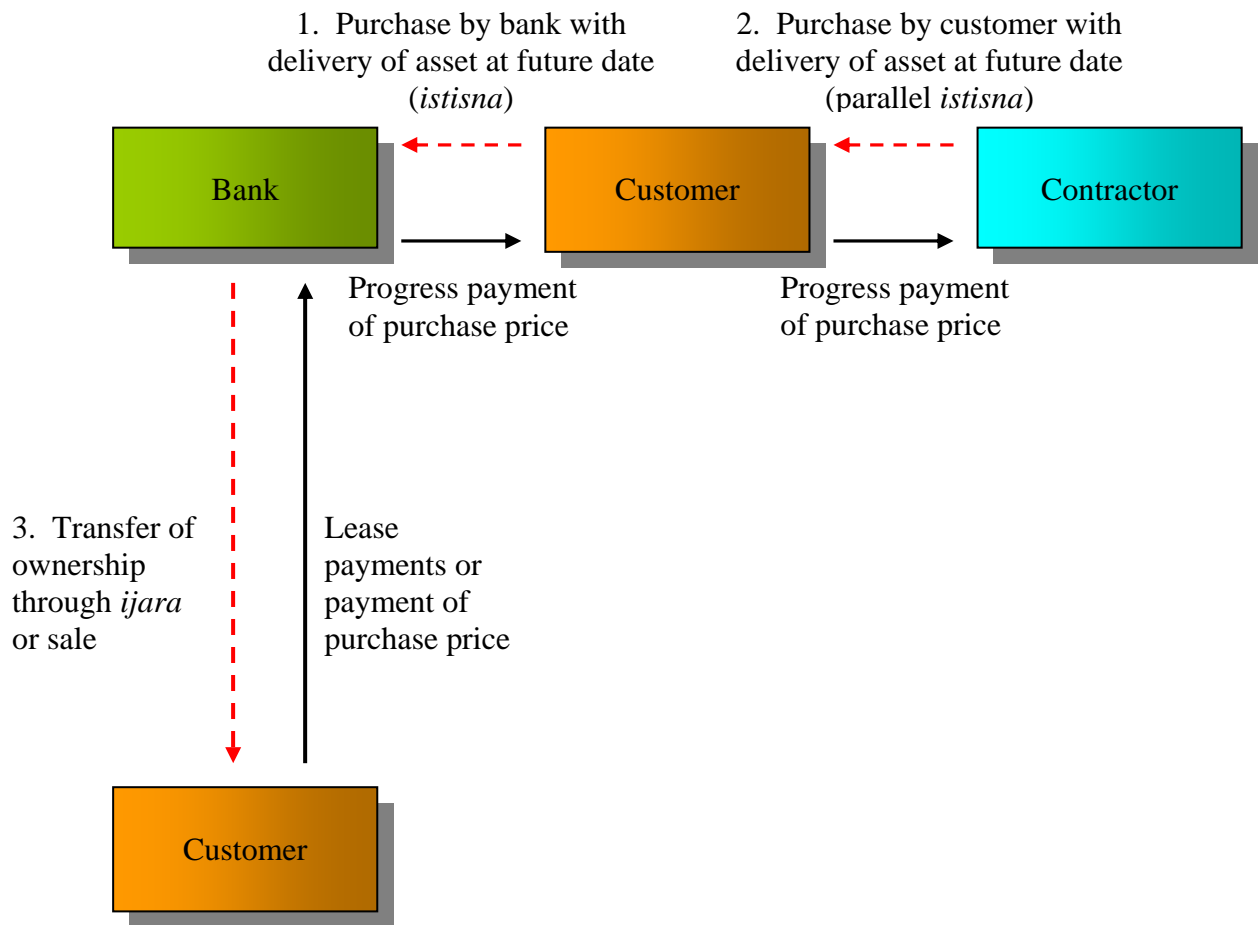 1. Purchase by bank with
delivery of asset at future date
(istisna)
2. Purchase by customer with
delivery of asset at future date
(parallel istisna)
Bank
Customer
Contractor
Progress payment
of purchase price
Progress payment
of purchase price
3. Transfer of
ownership
through ijara
or sale
Lease
payments or
payment of
purchase price
Customer